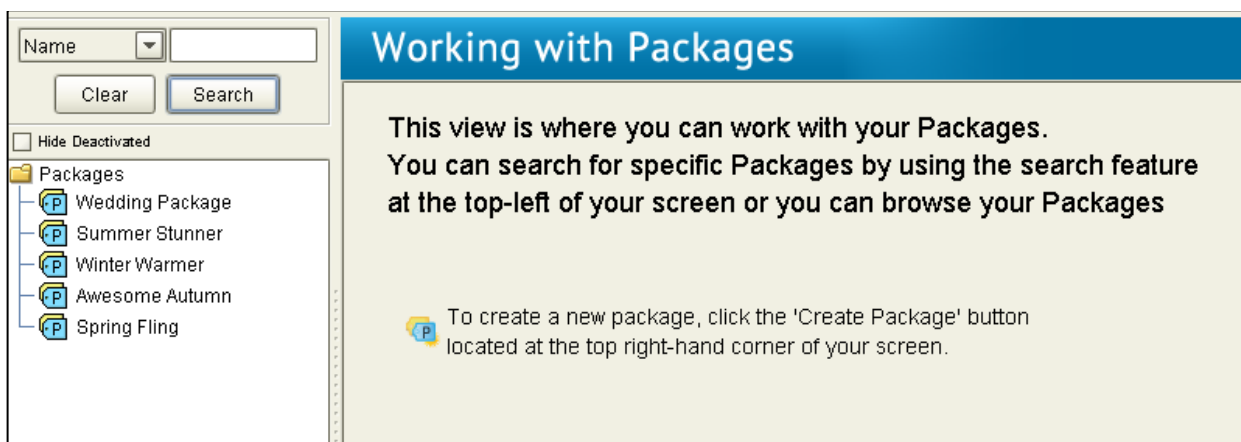 Name
Clear
Search
Hide Deactivated
Packages
P Wedding Package
P Summer Stunner
P Winter Warmer
P Awesome Autumn
P Spring Fling
Working with Packages
This view is where you can work with your Packages.
You can search for specific Packages by using the search feature
at the top-left of your screen or you can browse your Packages
P
To create a new package, click the 'Create Package' button
located at the top right-hand corner of your screen.